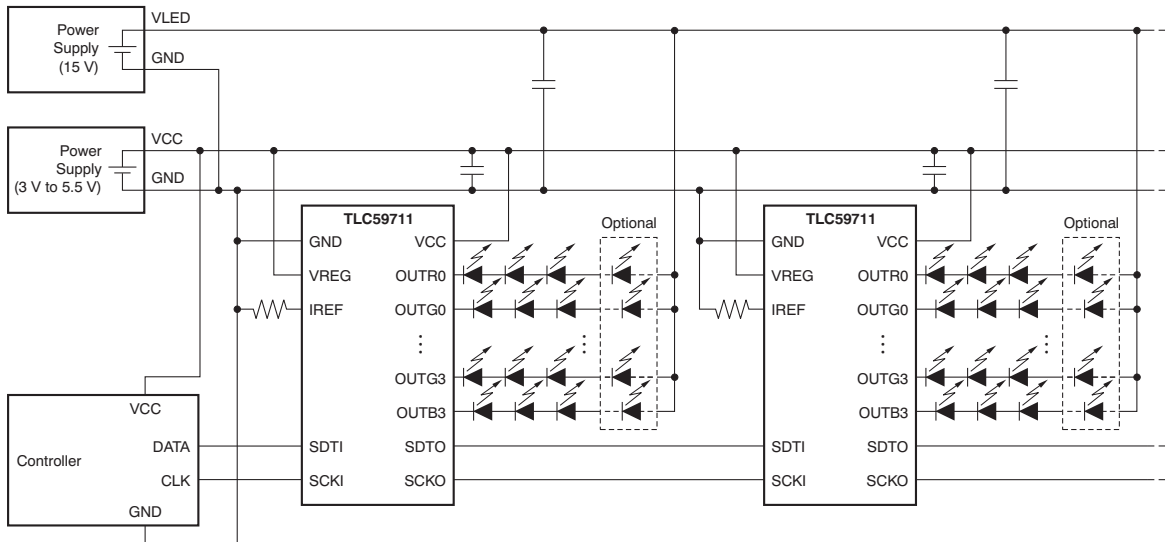 VLED
Power
Supply
(15 V)
GND
VCC
Power
Supply
(3 V to 5.5 V)
GND
TLC59711
GND
VREG
IREF
SDTI
SCKI
VCC
OUTR0
OUTG0
OUTG3
OUTB3
SDTO
SCKO
Optional
TLC59711
GND
VREG
IREF
SDTI
SCKI
VCC
OUTR0
OUTG0
OUTG3
OUTB3
SDTO
SCKO
Optional
VCC
DATA
Controller
CLK
GND